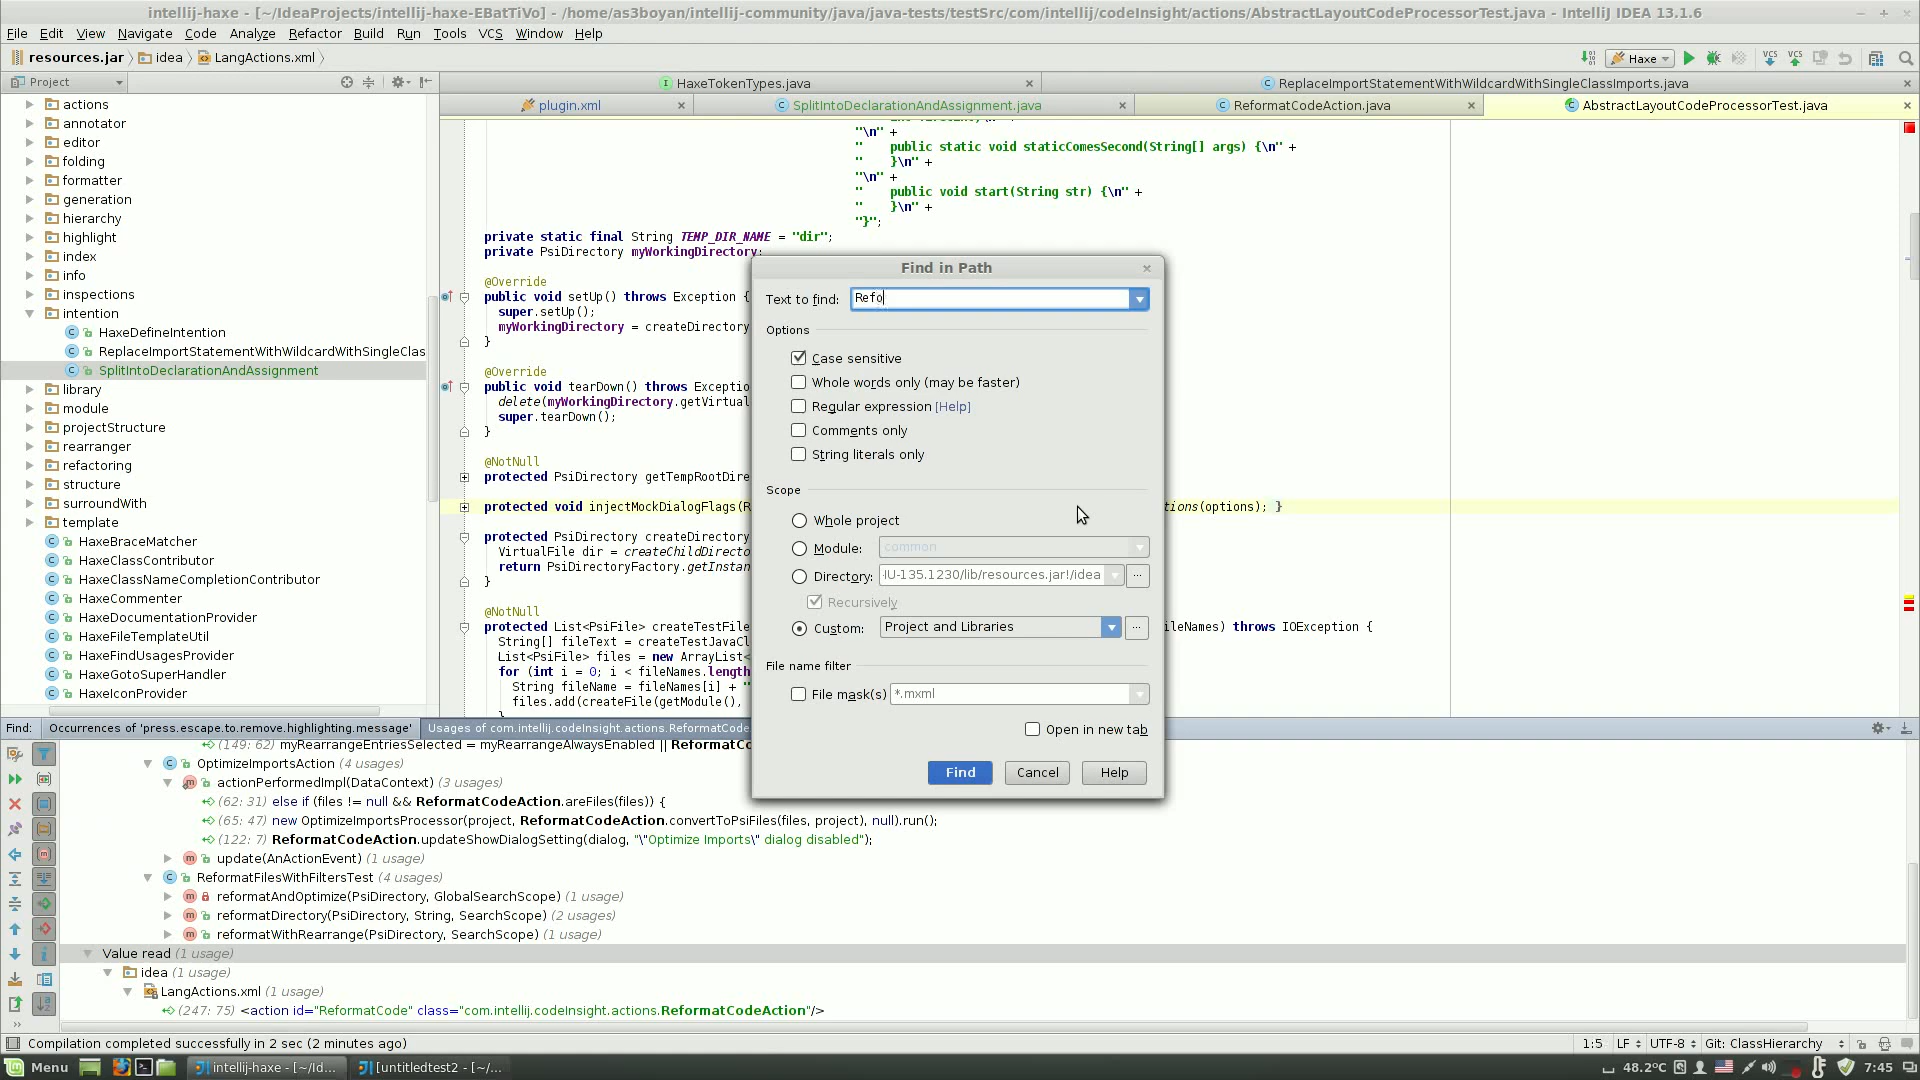 intellij-haxe - [~/IdeaProjects/intellij-haxe-EBatTiVo] - /home/as3boyan/intellij-community/java/java-tests/testSrc/com/intellij/codeInsight/actions/AbstractLayoutCodeProcessorTest.java - IntelliJ IDEA 13.1.6
File Edit View Navigate Code Analyze Refactor Build Run Tools VCS Window Help
resources.jar idea LangActions.xml
Haxe
Project
HaxeTokenTypes.java
ReplaceImportStatementWithWildcardWithSingleClassImports.java
plugin.xml
SplitIntoDeclarationAndAssignment.java
ReformatCodeAction.java
AbstractLayoutCodeProcessorTest.java
actions
annotator
editor
folding
formatter
generation
hierarchy
highlight
index
info
inspections
intention
HaxeDefineIntention
ReplaceImportStatementWithWildcardWithSingleClas
SplitIntoDeclarationAndAssignment
library
module
projectStructure
rearranger
refactoring
structure
surroundWith
template
HaxeBraceMatcher
HaxeClassContributor
HaxeClassNameCompletionContributor
HaxeCommenter
HaxeDocumentationProvider
HaxeFileTemplateUtil
HaxeFindUsagesProvider
HaxeGotoSuperHandler
HaxeIconProvider
"\n" +
"    public static void staticComesSecond(String[] args) {\n" +
"    }\n" +
"\n" +
"    public void start(String str) {\n" +
"    }\n" +
"}";
private static final String TEMP_DIR_NAME = "dir";
private PsiDirectory myWorkingDirectory;
@Override
public void setUp() throws Exception {
super.setUp();
myWorkingDirectory = createDirectory
}
@Override
public void tearDown() throws Exceptio
delete(myWorkingDirectory.getVirtual
super.tearDown();
}
@NotNull
protected PsiDirectory getTempRootDire
protected void injectMockDialogFlags(R
tions(options); }
protected PsiDirectory createDirectory
VirtualFile dir = createChildDirecto
return PsiDirectoryFactory.getInstan
}
@NotNull
protected List<PsiFile> createTestFile
ileNames) throws IOException {
String[] fileText = createTestJavaCl
List<PsiFile> files = new ArrayList<
for (int i = 0; i < fileNames.length
String fileName = fileNames[i] + "
files.add(createFile(getModule(),
}
Find in Path
Text to find: Refo
Options
Case sensitive
Whole words only (may be faster)
Regular expression [Help]
Comments only
String literals only
Scope
Whole project
Module: common
Directory: IU-135.1230/lib/resources.jar!/idea ...
Recursively
Custom: Project and Libraries ...
File name filter
File mask(s) *.mxml
Open in new tab
Find Cancel Help
Find: Occurrences of 'press.escape.to.remove.highlighting.message' Usages of com.intellij.codeInsight.actions.ReformatCode
(149: 62) myRearrangeEntriesSelected = myRearrangeAlwaysEnabled || ReformatCo
OptimizeImportsAction (4 usages)
actionPerformedImpl(DataContext) (3 usages)
(62: 31) else if (files != null && ReformatCodeAction.areFiles(files)) {
(65: 47) new OptimizeImportsProcessor(project, ReformatCodeAction.convertToPsiFiles(files, project), null).run();
(122: 7) ReformatCodeAction.updateShowDialogSetting(dialog, "\"Optimize Imports\" dialog disabled");
update(AnActionEvent) (1 usage)
ReformatFilesWithFiltersTest (4 usages)
reformatAndOptimize(PsiDirectory, GlobalSearchScope) (1 usage)
reformatDirectory(PsiDirectory, String, SearchScope) (2 usages)
reformatWithRearrange(PsiDirectory, SearchScope) (1 usage)
Value read (1 usage)
idea (1 usage)
LangActions.xml (1 usage)
(247: 75) <action id="ReformatCode" class="com.intellij.codeInsight.actions.ReformatCodeAction"/>
Compilation completed successfully in 2 sec (2 minutes ago)
1:5 LF UTF-8 Git: ClassHierarchy
Menu intellij-haxe - [~/Id... [untitledtest2 - [~/... 48.2ºC 7:45